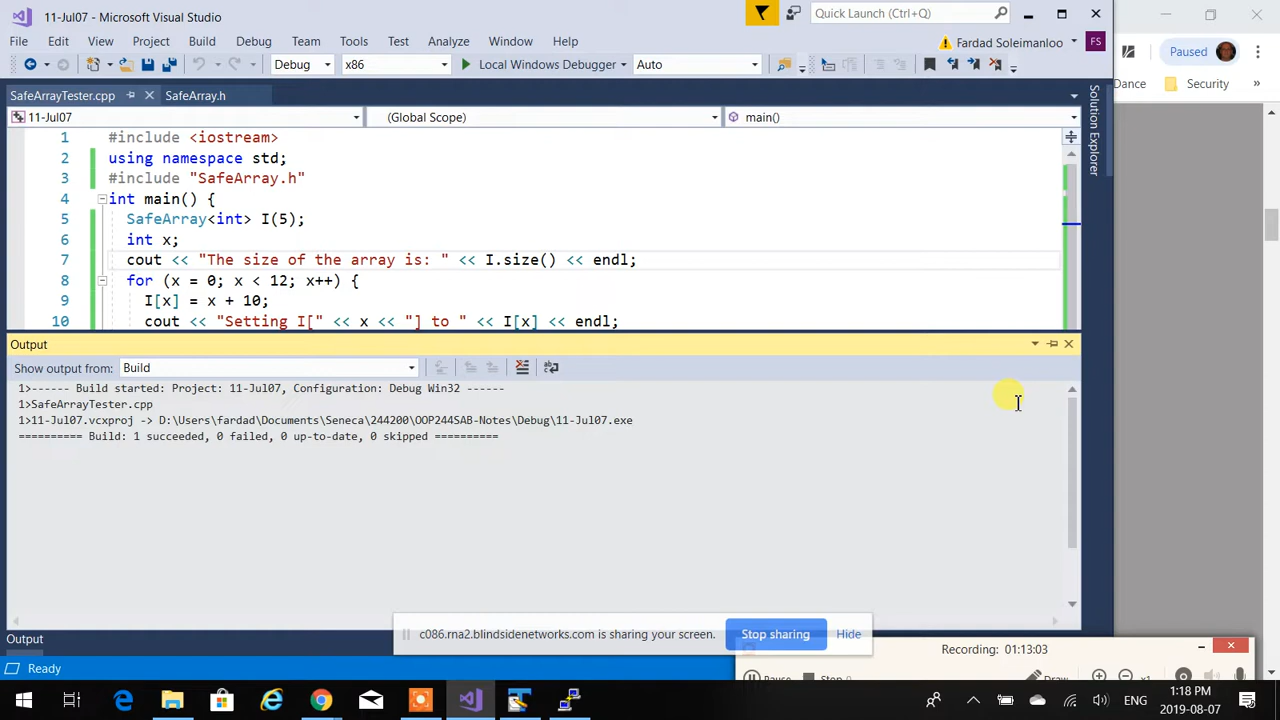 11-Jul07 - Microsoft Visual Studio
Quick Launch (Ctrl+Q)
Paused
File Edit View Project Build Debug Team Tools Test Analyze Window Help
Fardad Soleimanloo FS
Debug x86 Local Windows Debugger Auto
Dance Security
SafeArrayTester.cpp SafeArray.h
Solution Explorer
11-Jul07 (Global Scope) main()
1 #include <iostream>
2 using namespace std;
3 #include "SafeArray.h"
4 int main() {
5 SafeArray<int> I(5);
6 int x;
7 cout << "The size of the array is: " << I.size() << endl;
8 for (x = 0; x < 12; x++) {
9 I[x] = x + 10;
10 cout << "Setting I[" << x << "] to " << I[x] << endl;
Output
Show output from: Build
1>------ Build started: Project: 11-Jul07, Configuration: Debug Win32 ------
1>SafeArrayTester.cpp
1>11-Jul07.vcxproj -> D:\Users\fardad\Documents\Seneca\244200\OOP244SAB-Notes\Debug\11-Jul07.exe
========== Build: 1 succeeded, 0 failed, 0 up-to-date, 0 skipped ==========
c086.rna2.blindsidenetworks.com is sharing your screen. Stop sharing Hide
Output
Recording: 01:13:03
Ready
Pause Stop Draw x1
ENG 1:18 PM
2019-08-07